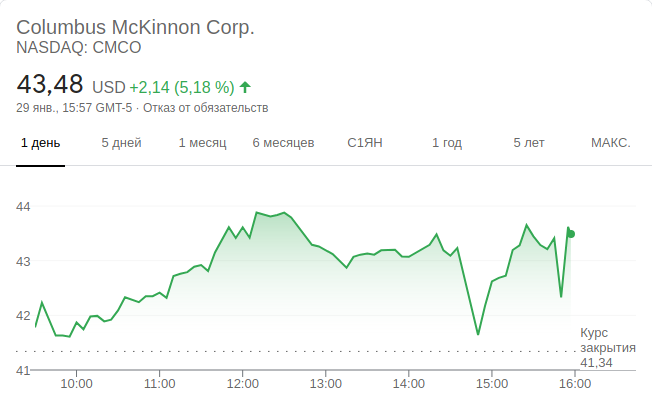 Columbus McKinnon Corp.
NASDAQ: CMCO
43,48 USD +2,14 (5,18 %)
29 янв., 15:57 GMT-5 · Отказ от обязательств
1 день 5 дней 1 месяц 6 месяцев С1ЯН 1 год 5 лет МАКС.
44
43
42
41
Курс
закрытия
41,34
10:00 11:00 12:00 13:00 14:00 15:00 16:00